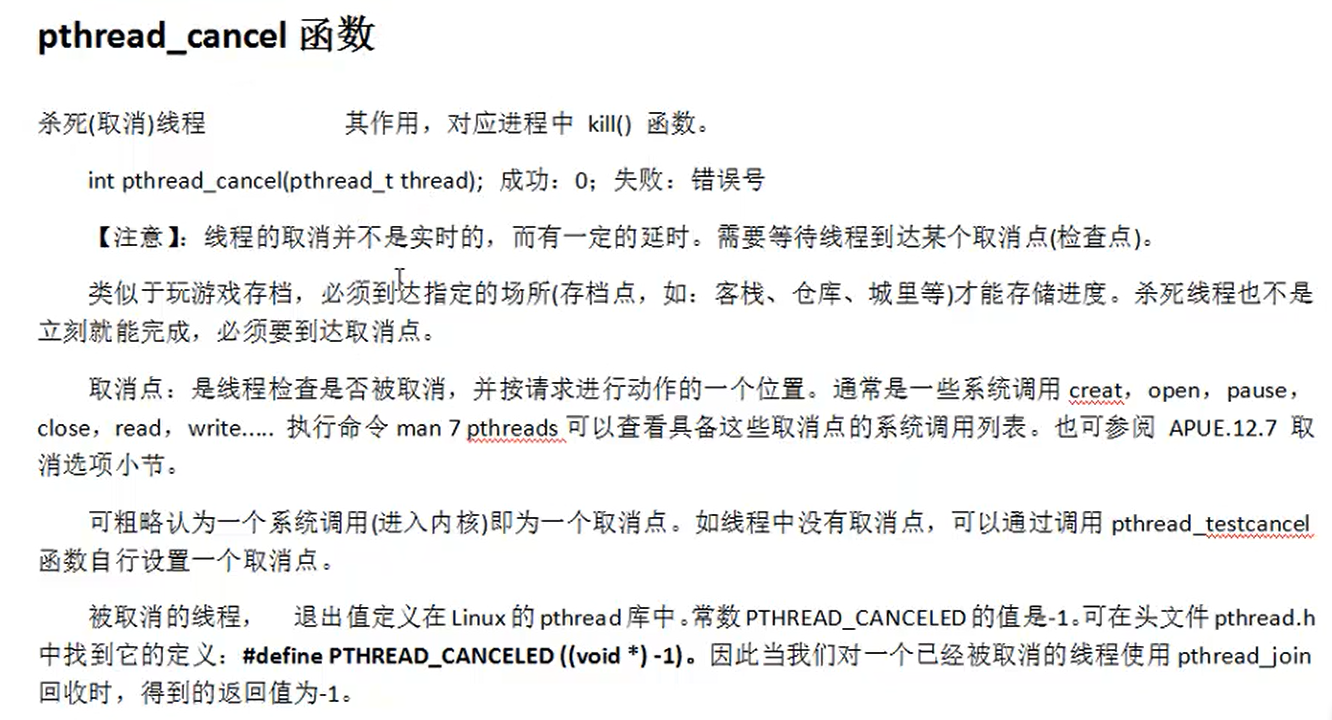 pthread_cancel 函数
杀死(取消)线程 其作用，对应进程中 kill() 函数。
int pthread_cancel(pthread_t thread); 成功：0；失败：错误号
【注意】：线程的取消并不是实时的，而有一定的延时。需要等待线程到达某个取消点(检查点)。
类似于玩游戏存档，必须到达指定的场所(存档点，如：客栈、仓库、城里等)才能存储进度。杀死线程也不是
立刻就能完成，必须要到达取消点。
取消点：是线程检查是否被取消，并按请求进行动作的一个位置。通常是一些系统调用 creat，open，pause，
close，read，write..... 执行命令 man 7 pthreads 可以查看具备这些取消点的系统调用列表。也可参阅 APUE.12.7 取
消选项小节。
可粗略认为一个系统调用(进入内核)即为一个取消点。如线程中没有取消点，可以通过调用 pthread_testcancel
函数自行设置一个取消点。
被取消的线程， 退出值定义在 Linux 的 pthread 库中。常数 PTHREAD_CANCELED 的值是-1。可在头文件 pthread.h
中找到它的定义：#define PTHREAD_CANCELED ((void *) -1)。因此当我们对一个已经被取消的线程使用 pthread_join
回收时，得到的返回值为-1。